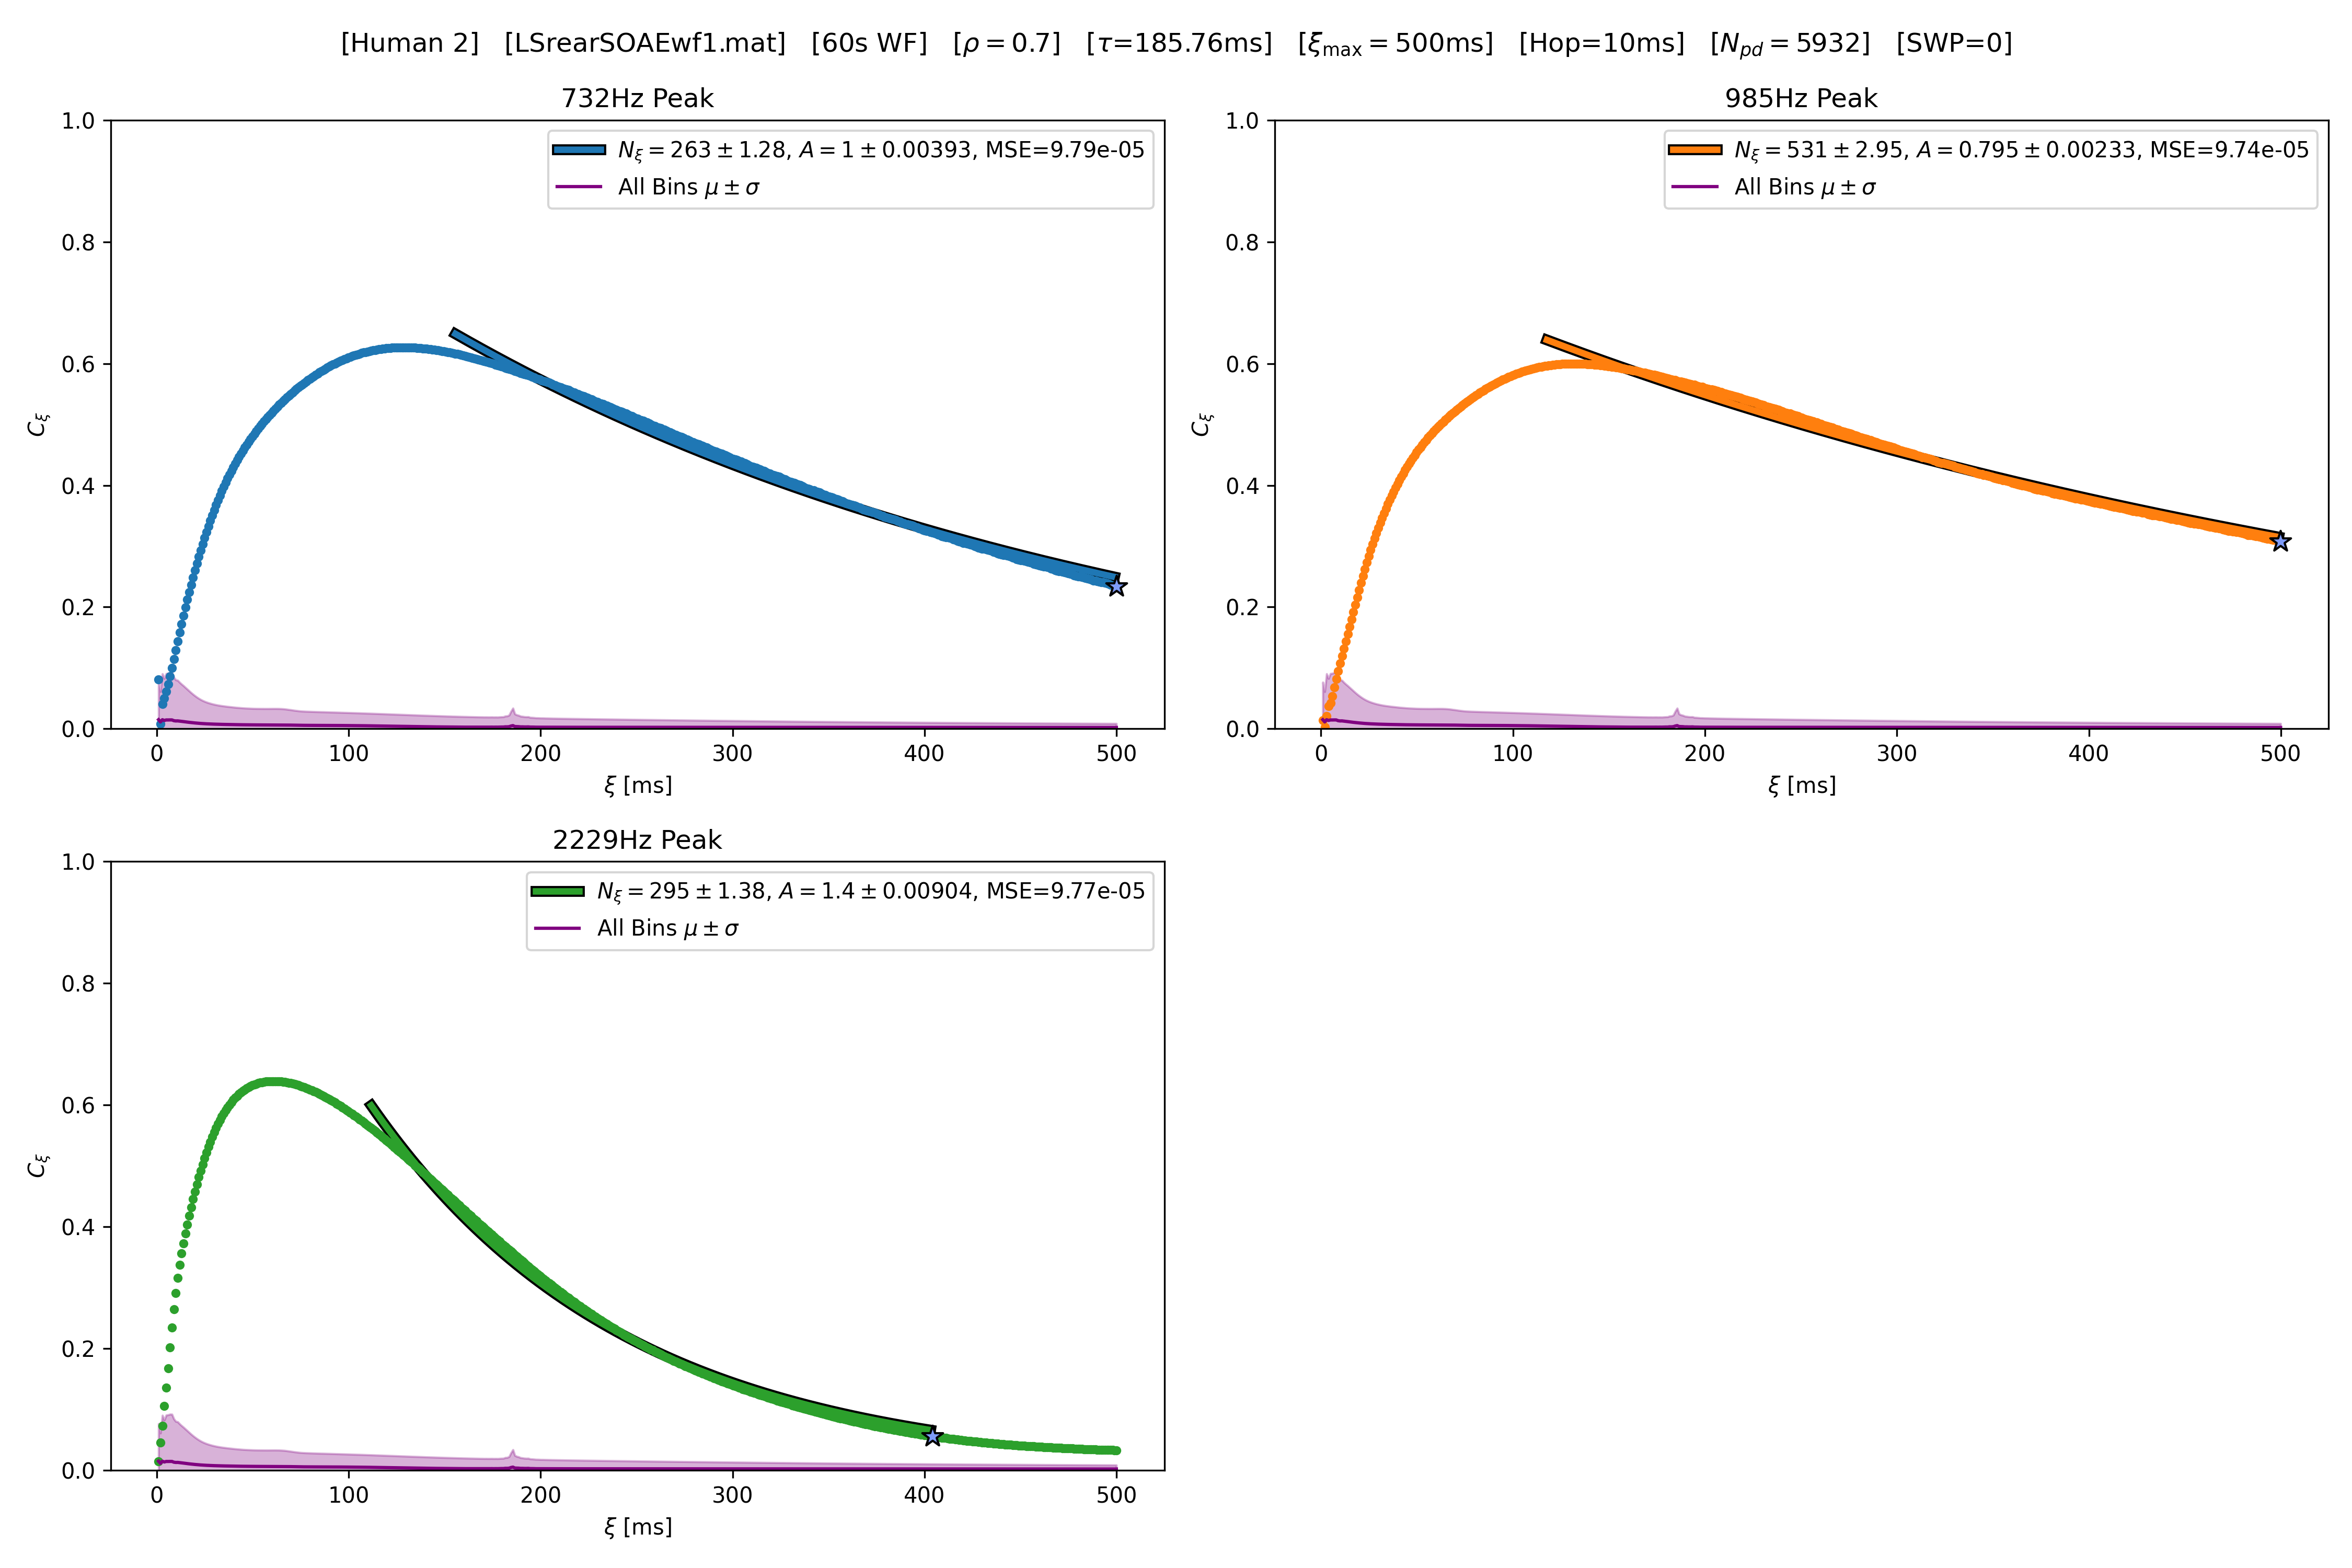 [Human 2] [LSrearSOAEwf1.mat] [60s WF] [ρ = 0.7] [τ=185.76ms] [ξmax = 500ms] [Hop=10ms] [Npd = 5932] [SWP=0]
732Hz Peak
Nξ = 263 ± 1.28, A = 1 ± 0.00393, MSE=9.79e-05
All Bins μ ± σ
1.0
0.8
0.6
0.4
0.2
0.0
Cξ
0 100 200 300 400 500
ξ [ms]
985Hz Peak
Nξ = 531 ± 2.95, A = 0.795 ± 0.00233, MSE=9.74e-05
All Bins μ ± σ
1.0
0.8
0.6
0.4
0.2
0.0
Cξ
0 100 200 300 400 500
ξ [ms]
2229Hz Peak
Nξ = 295 ± 1.38, A = 1.4 ± 0.00904, MSE=9.77e-05
All Bins μ ± σ
1.0
0.8
0.6
0.4
0.2
0.0
Cξ
0 100 200 300 400 500
ξ [ms]